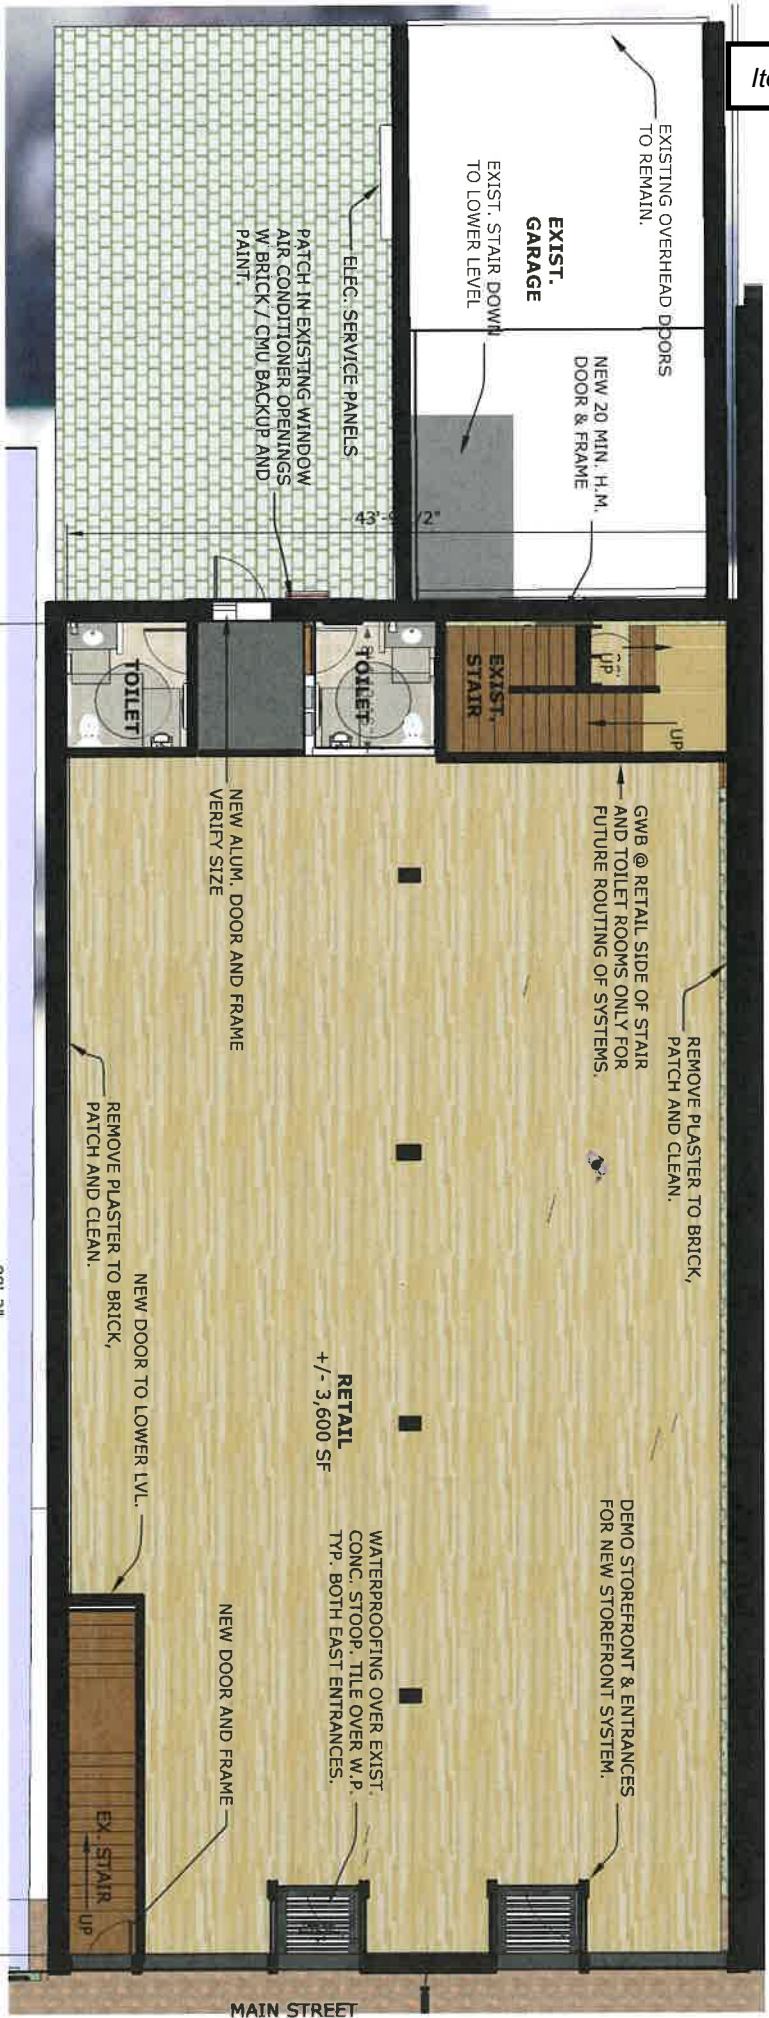 EXISTING OVERHEAD DOORS
TO REMAIN.
EXIST.
GARAGE
EXIST. STAIR DOWN
TO LOWER LEVEL
NEW 20 MIN. H.M.
DOOR & FRAME
ELEC. SERVICE PANELS
PATCH IN EXISTING WINDOW
AIR CONDITIONER OPENINGS
W BRICK / CMU BACKUP AND
PAINT.
TOILET
TOILET
EXIST.
STAIR
UP
UP
GWB @ RETAIL SIDE OF STAIR
AND TOILET ROOMS ONLY FOR
FUTURE ROUTING OF SYSTEMS.
REMOVE PLASTER TO BRICK,
PATCH AND CLEAN.
NEW ALUM. DOOR AND FRAME
VERIFY SIZE
REMOVE PLASTER TO BRICK,
PATCH AND CLEAN.
NEW DOOR TO LOWER LVL.
RETAIL
+/- 3,600 SF
DEMO STOREFRONT & ENTRANCES
FOR NEW STOREFRONT SYSTEM.
WATERPROOFING OVER EXIST.
CONC. STOOP. TILE OVER W.P.
TYP. BOTH EAST ENTRANCES.
NEW DOOR AND FRAME
EX. STAIR
UP
MAIN STREET